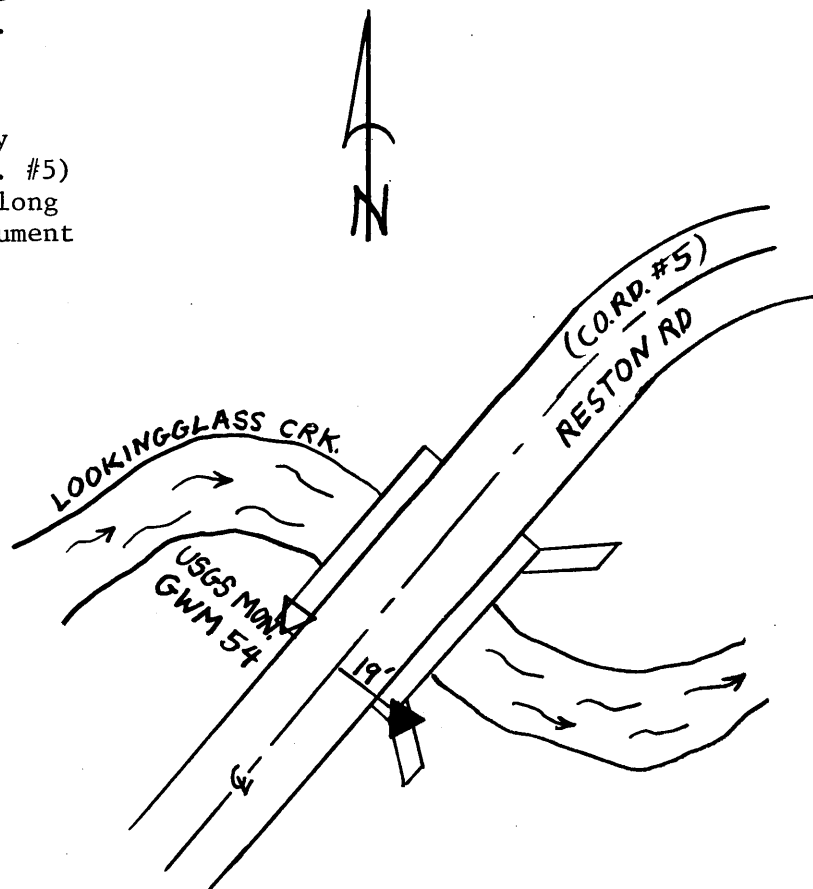 y
. #5)
long
ument
N
(CO.RD.#5)
RESTON RD
LOOKINGGLASS CRK.
USGS MON.
GWM 54
19'